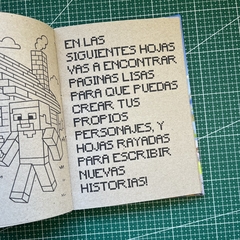 EN LAS
SIGUIENTES HOJAS
VAS A ENCONTRAR
PAGINAS LISAS
PARA QUE PUEDAS
CREAR TUS
PROPIOS
PERSONAJES, Y
HOJAS RAYADAS
PARA ESCRIBIR
NUEVAS
HISTORIAS!